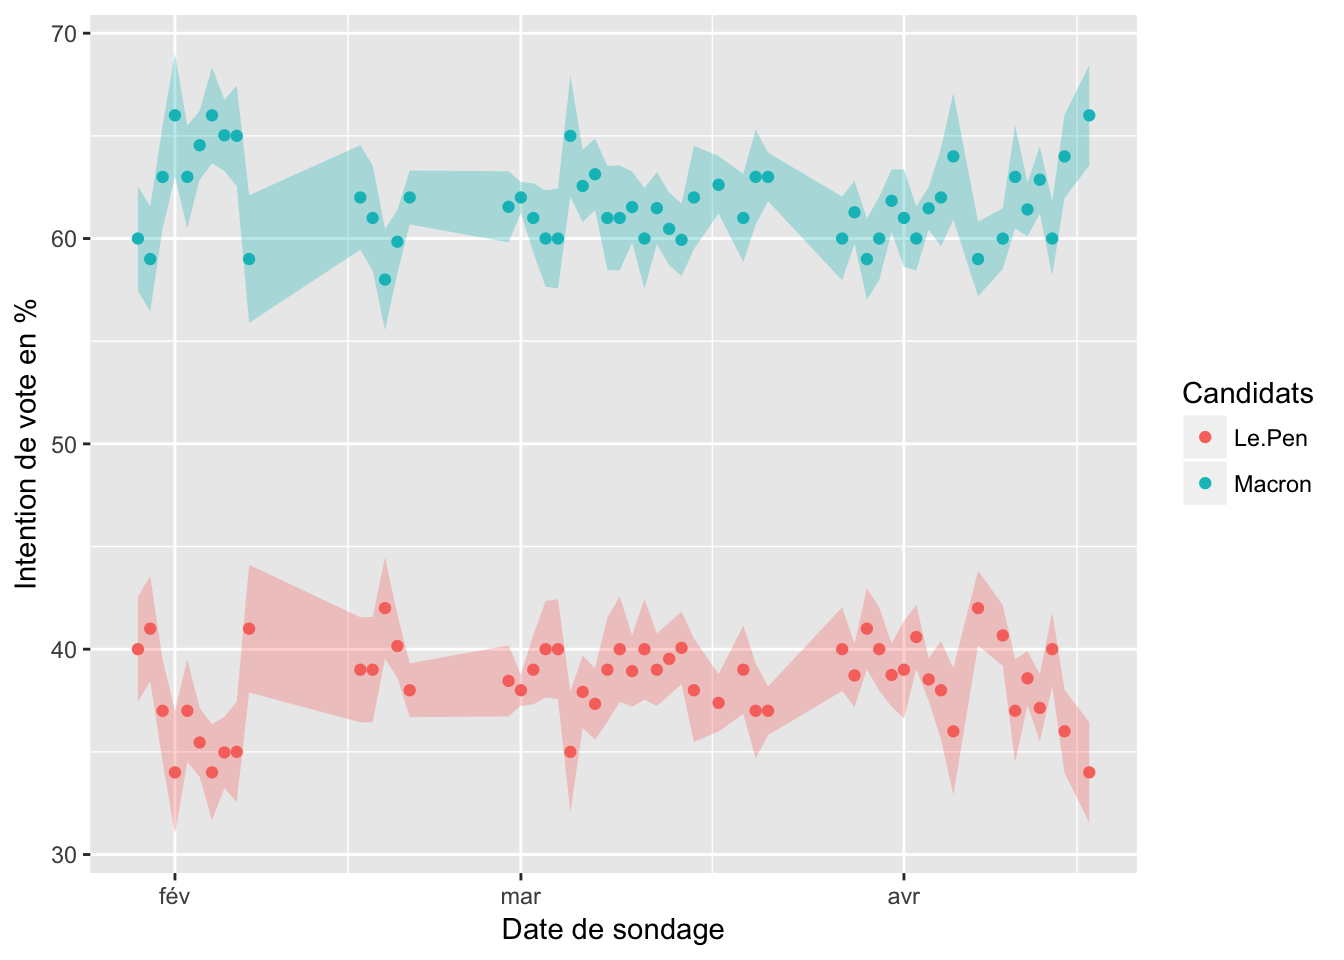 70
60
50
40
30
Intention de vote en %
fév
mar
avr
Date de sondage
Candidats
Le.Pen
Macron